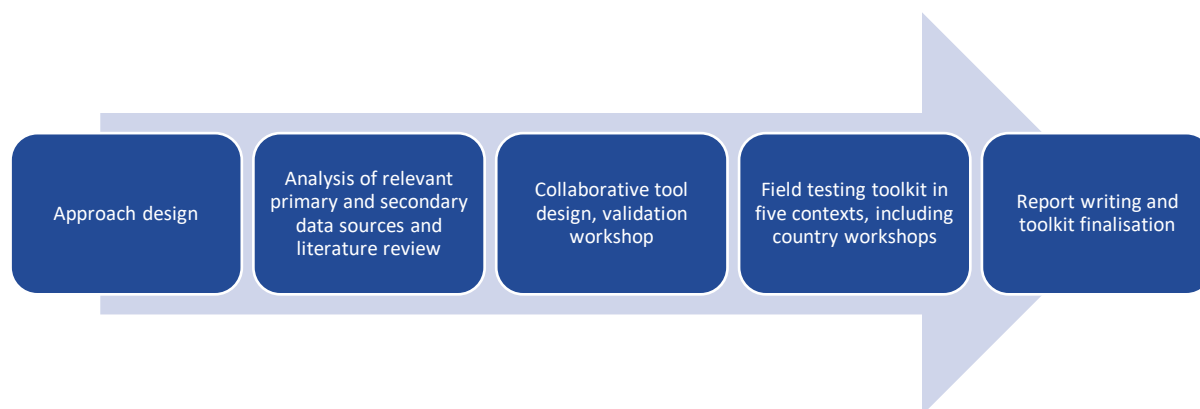 Approach design
Analysis of relevant
primary and secondary
data sources and
literature review
Collaborative tool
design, validation
workshop
Field testing toolkit in
five contexts, including
country workshops
Report writing and
toolkit finalisation